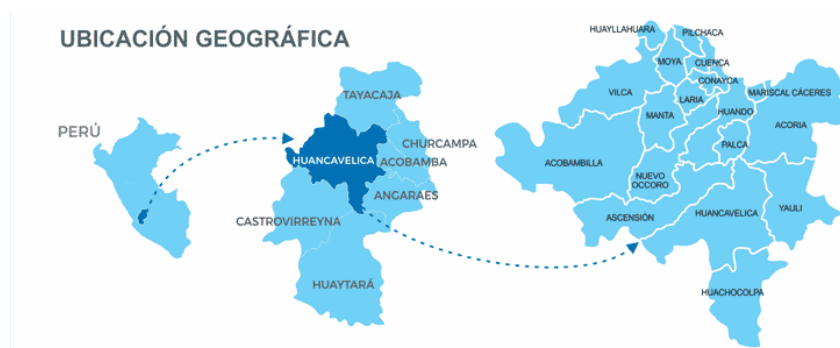 UBICACIÓN GEOGRÁFICA
PERÚ
TAYACAJA
CHURCAMPA
HUANCAVELICA
ACOBAMBA
ANGARAES
CASTROVIRREYNA
HUAYTARÁ
HUAYLLAHUARA
PILCHACA
MOYA
CUENCA
CONAYCA
VILCA
LARIA
MARISCAL CÁCERES
MANTA
HUANDO
ACORIA
PALCA
ACOBAMBILLA
NUEVO
OCCORO
ASCENSIÓN
HUANCAVELICA
YAULI
HUACHOCOLPA